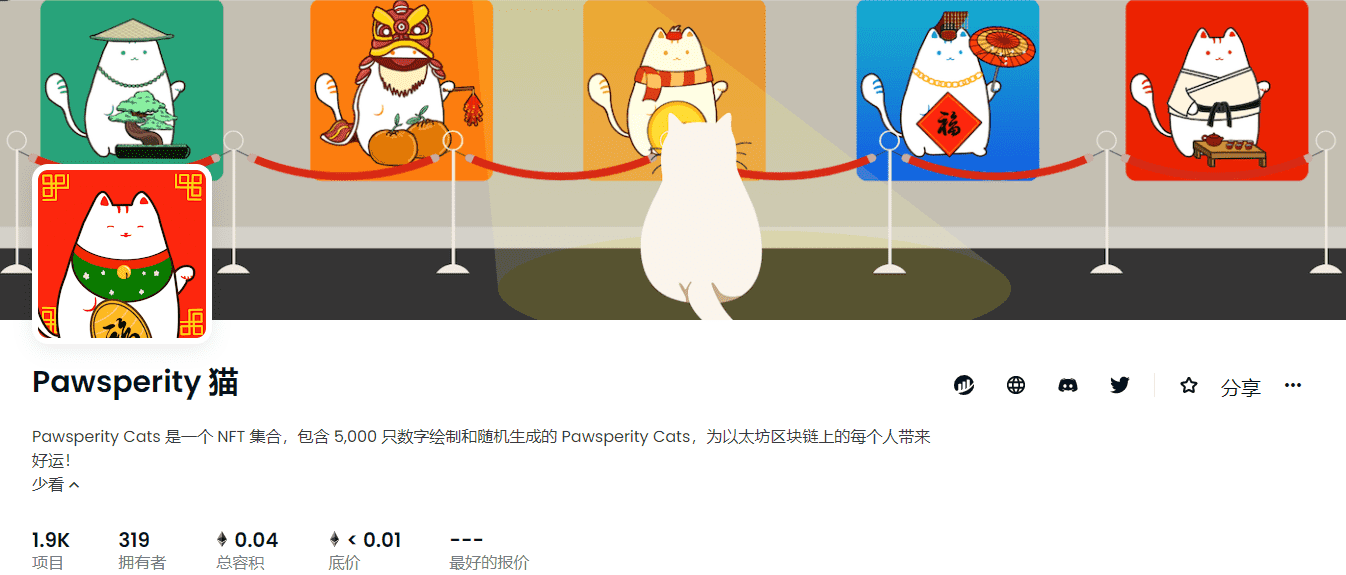 福
Pawsperity 猫
分享
Pawsperity Cats 是一个 NFT 集合，包含 5,000 只数字绘制和随机生成的 Pawsperity Cats，为以太坊区块链上的每个人带来
好运！
少看
1.9K 319 0.04 < 0.01 ---
项目 拥有者 总容积 底价 最好的报价